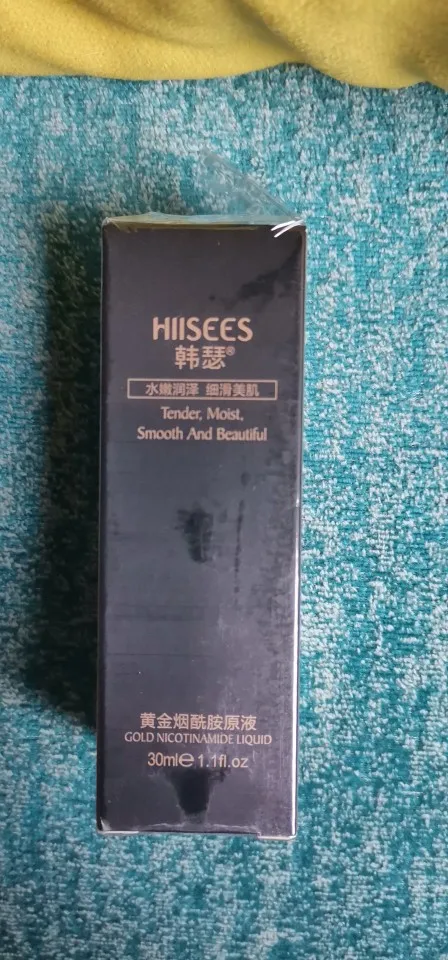 HIISEES
韩瑟®
水嫩润泽 细滑美肌
Tender, Moist,
Smooth And Beautiful
黄金烟酰胺原液
GOLD NICOTINAMIDE LIQUID
30ml℮1.1fl.oz